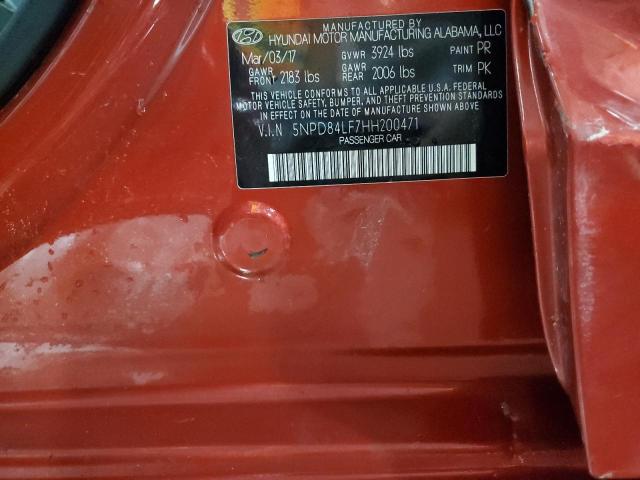 MANUFACTURED BY
HYUNDAI MOTOR MANUFACTURING ALABAMA, LLC
Mar/03/17 GVWR 3924 lbs PAINT PR
GAWR FRONT 2183 lbs GAWR REAR 2006 lbs TRIM PK
THIS VEHICLE CONFORMS TO ALL APPLICABLE U.S.A FEDERAL
MOTOR VEHICLE SAFETY, BUMPER, AND THEFT PREVENTION STANDARDS
IN EFFECT ON THE DATE OF MANUFACTURE SHOWN ABOVE.
V.I.N 5NPD84LF7HH200471
PASSENGER CAR